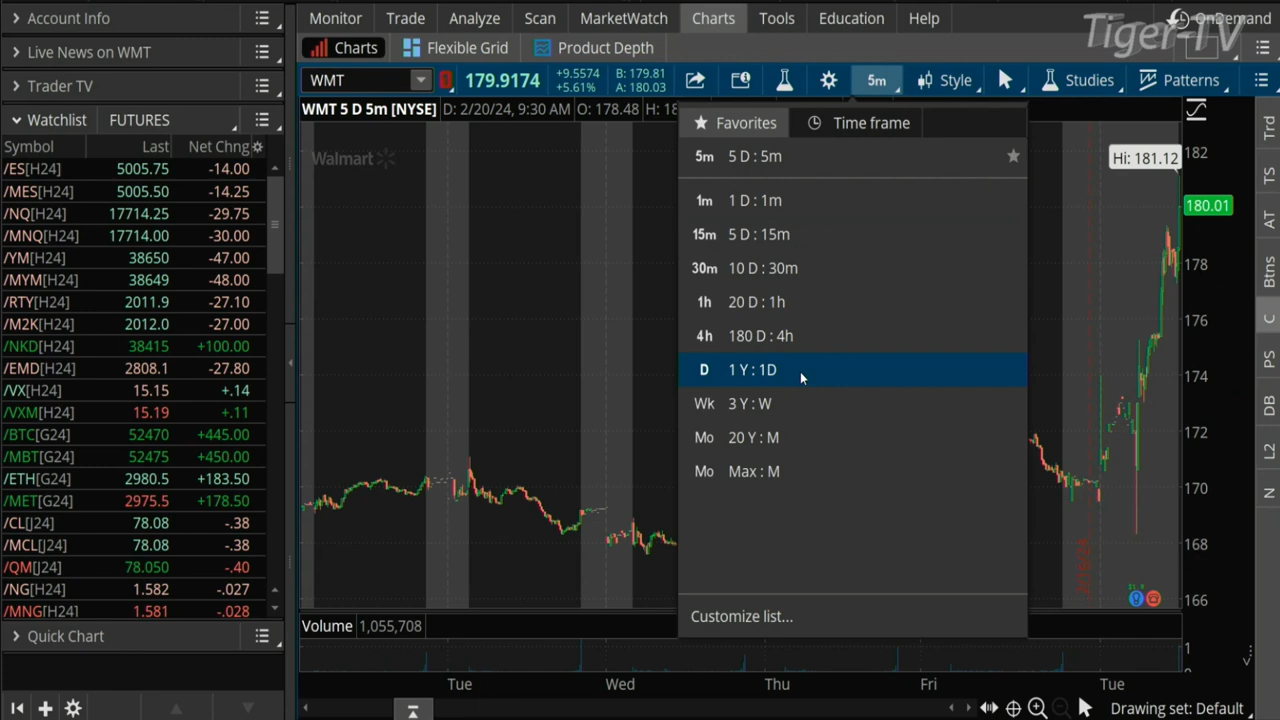 Account Info
Monitor Trade Analyze Scan MarketWatch Charts Tools Education Help
OnDemand
Tiger-TV
Live News on WMT
Charts Flexible Grid Product Depth
Trader TV
WMT 179.9174 +9.5574 +5.61% B: 179.81 A: 180.03 5m Style Studies Patterns
Watchlist FUTURES
WMT 5 D 5m [NYSE] D: 2/20/24, 9:30 AM O: 178.48 H: 18
Favorites Time frame
Symbol Last Net Chng
/ES[H24] 5005.75 -14.00
/MES[H24] 5005.50 -14.25
/NQ[H24] 17714.25 -29.75
/MNQ[H24] 17714.00 -30.00
/YM[H24] 38650 -47.00
/MYM[H24] 38649 -48.00
/RTY[H24] 2011.9 -27.10
/M2K[H24] 2012.0 -27.00
/NKD[H24] 38415 +100.00
/EMD[H24] 2808.1 -27.80
/VX[H24] 15.15 +.14
/VXM[H24] 15.19 +.11
/BTC[G24] 52470 +445.00
/MBT[G24] 52475 +450.00
/ETH[G24] 2980.5 +183.50
/MET[G24] 2975.5 +178.50
/CL[J24] 78.08 -.38
/MCL[J24] 78.08 -.38
/QM[J24] 78.050 -.40
/NG[H24] 1.582 -.027
/MNG[H24] 1.581 -.028
Quick Chart
Walmart
5m 5 D : 5m
1m 1 D : 1m
15m 5 D : 15m
30m 10 D : 30m
1h 20 D : 1h
4h 180 D : 4h
D 1 Y : 1D
Wk 3 Y : W
Mo 20 Y : M
Mo Max : M
Customize list...
Hi: 181.12
182
180.01
178
176
174
172
170
168
166
Trd
TS
AT
Btns
C
PS
DB
L2
N
Volume 1,055,708
1
0
Tue Wed Thu Fri Tue
Drawing set: Default